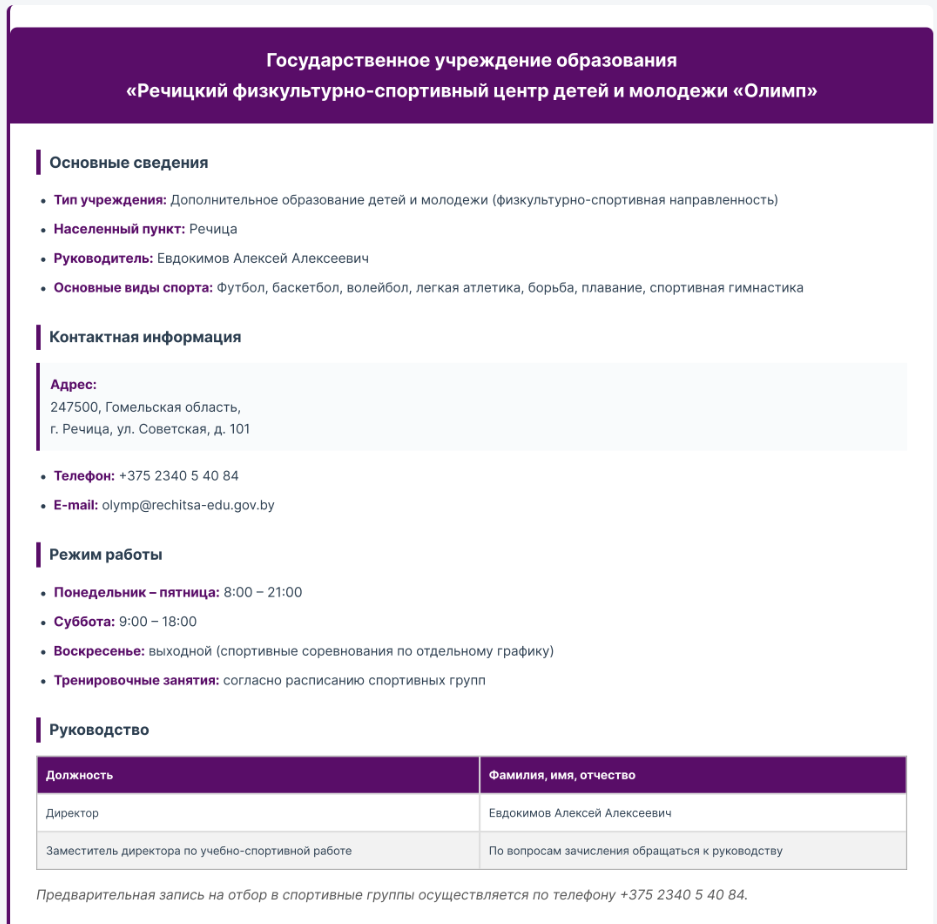 Государственное учреждение образования
«Речицкий физкультурно-спортивный центр детей и молодежи «Олимп»
Основные сведения
• Тип учреждения: Дополнительное образование детей и молодежи (физкультурно-спортивная направленность)
• Населенный пункт: Речица
• Руководитель: Евдокимов Алексей Алексеевич
• Основные виды спорта: Футбол, баскетбол, волейбол, легкая атлетика, борьба, плавание, спортивная гимнастика
Контактная информация
Адрес:
247500, Гомельская область,
г. Речица, ул. Советская, д. 101
• Телефон: +375 2340 5 40 84
• E-mail: olymp@rechitsa-edu.gov.by
Режим работы
• Понедельник – пятница: 8:00 – 21:00
• Суббота: 9:00 – 18:00
• Воскресенье: выходной (спортивные соревнования по отдельному графику)
• Тренировочные занятия: согласно расписанию спортивных групп
Руководство
Должность Фамилия, имя, отчество
Директор Евдокимов Алексей Алексеевич
Заместитель директора по учебно-спортивной работе По вопросам зачисления обращаться к руководству
Предварительная запись на отбор в спортивные группы осуществляется по телефону +375 2340 5 40 84.